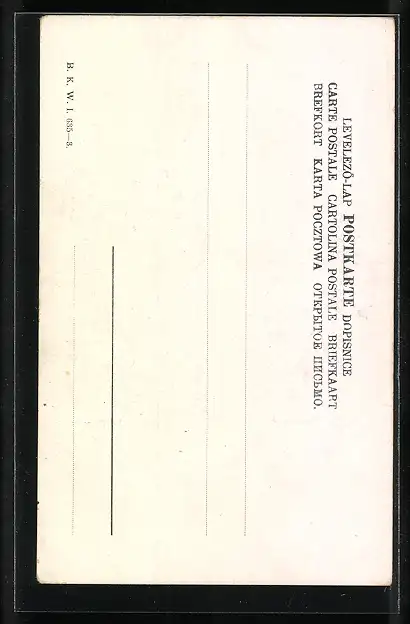 LEVELEZŐ-LAP POSTKARTE DOPISNICE
CARTE POSTALE CARTOLINA POSTALE BRIEFKAART
BREFKORT KARTA POCZTOWA ОТКРЫТОЕ ПИСЬМО.
B. K. W. I. 635—3.